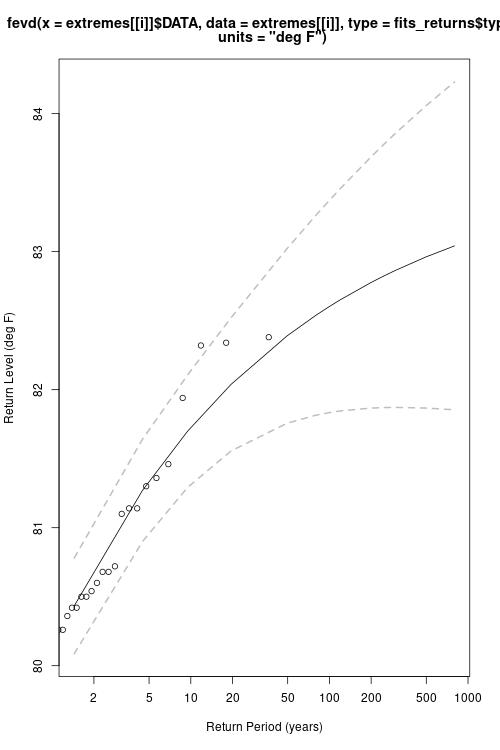 fevd(x = extremes[[i]]$DATA, data = extremes[[i]], type = fits_returns$typ
units = "deg F")
84
83
82
81
80
Return Level (deg F)
2 5 10 20 50 100 200 500 1000
Return Period (years)